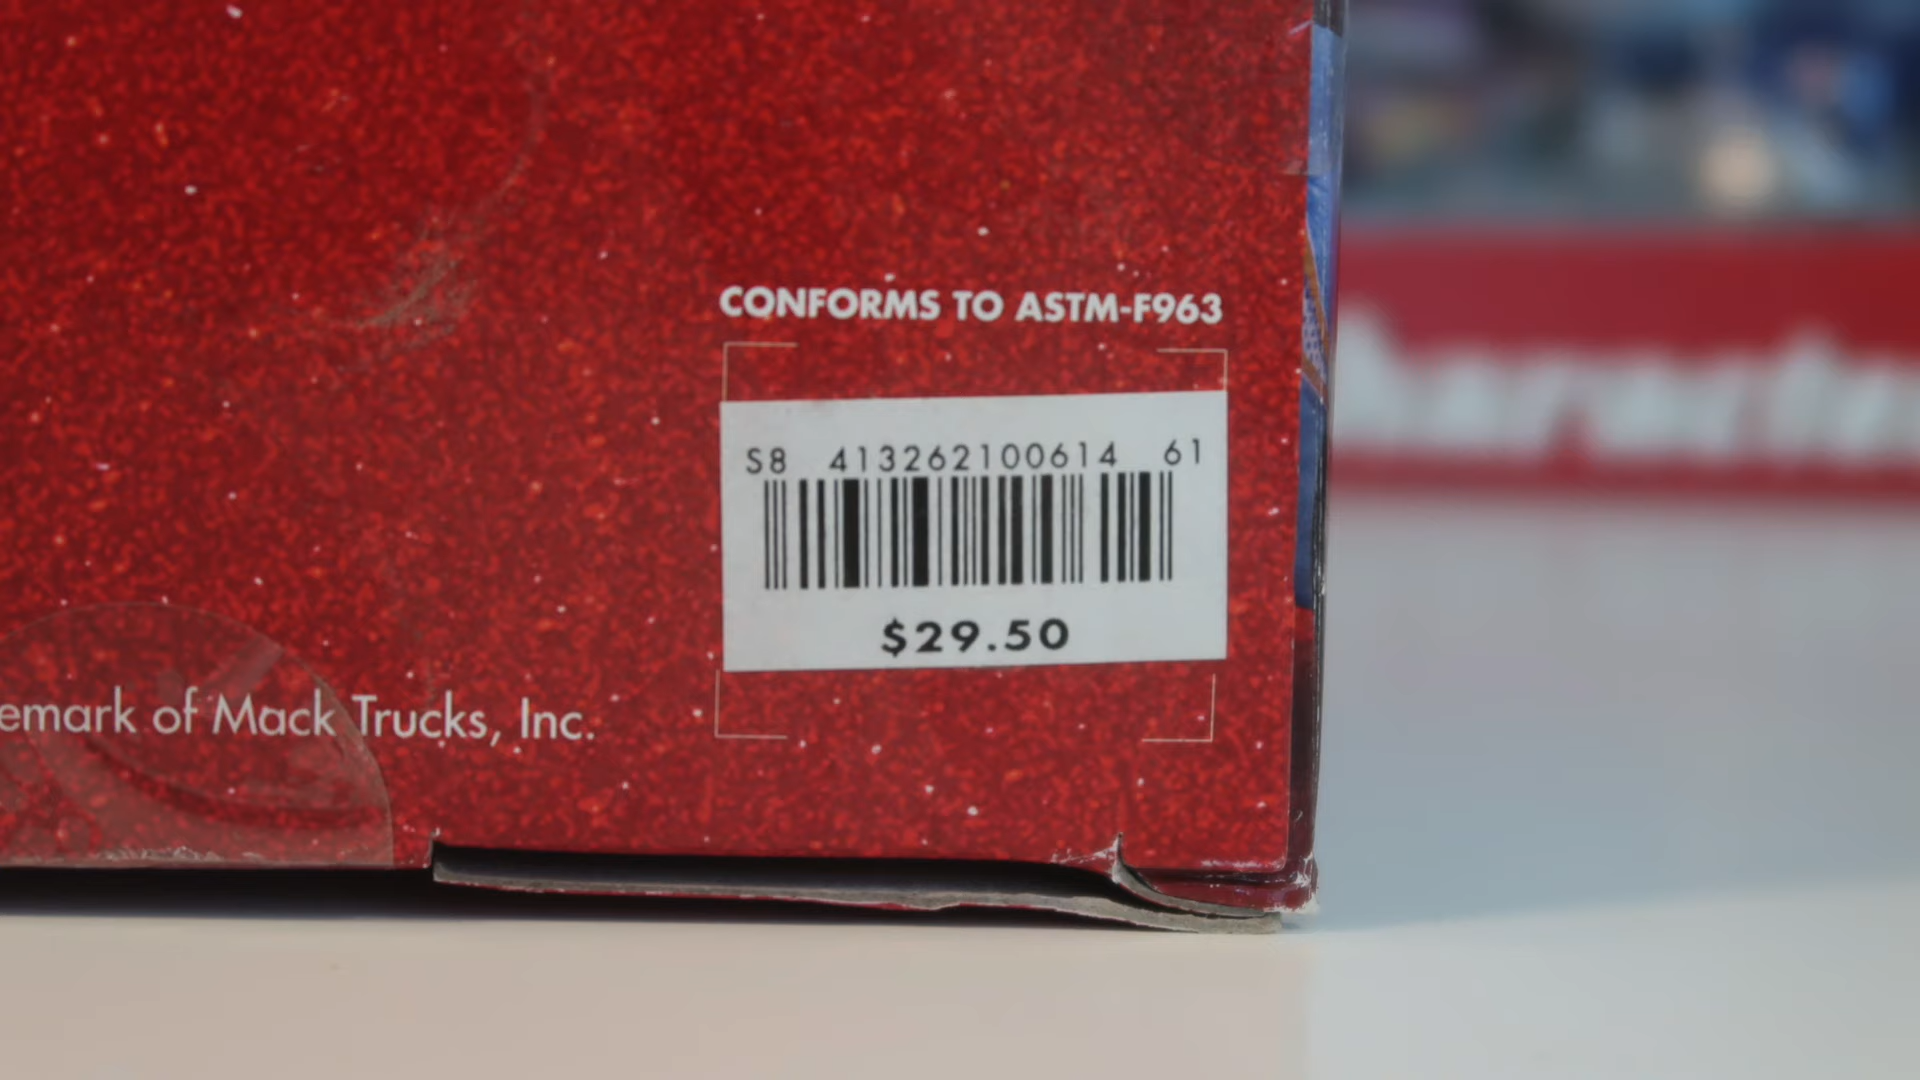 CONFORMS TO ASTM-F963
S8 413262100614 61
$29.50
emark of Mack Trucks, Inc.